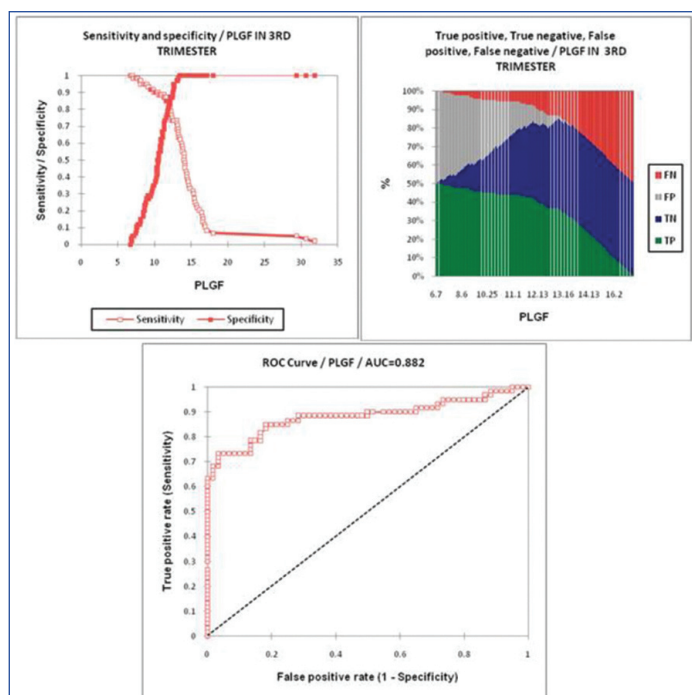 Sensitivity and specificity / PLGF IN 3RD
TRIMESTER
1
0.9
0.8
0.7
0.6
0.5
0.4
0.3
0.2
0.1
0
Sensitivity / Specificity
0 5 10 15 20 25 30 35
PLGF
Sensitivity Specificity
True positive, True negative, False
positive, False negative / PLGF IN 3RD
TRIMESTER
100%
90%
80%
70%
60%
50%
40%
30%
20%
10%
0%
%
6.7 8.6 10.25 11.1 12.13 13.16 14.13 16.2
PLGF
FN
FP
TN
TP
ROC Curve / PLGF / AUC=0.882
1
0.9
0.8
0.7
0.6
0.5
0.4
0.3
0.2
0.1
0
True positive rate (Sensitivity)
0 0.2 0.4 0.6 0.8 1
False positive rate (1 - Specificity)